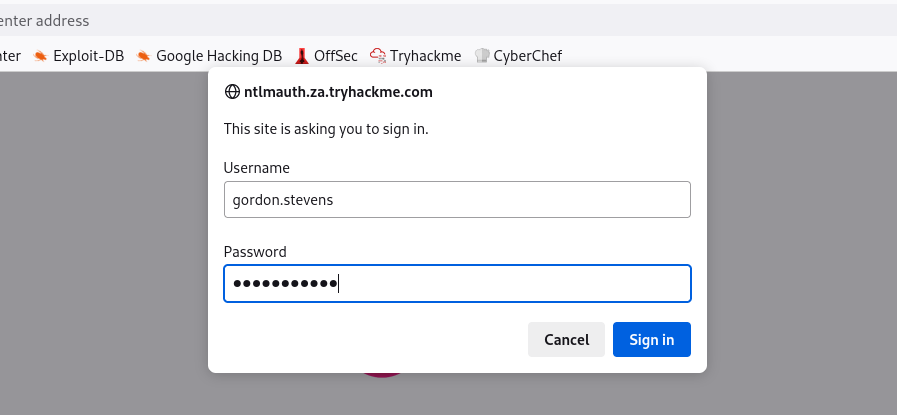 enter address
Exploit-DB Google Hacking DB OffSec Tryhackme CyberChef
ntlmauth.za.tryhackme.com
This site is asking you to sign in.
Username
gordon.stevens
Password
●●●●●●●●●●●
Cancel Sign in